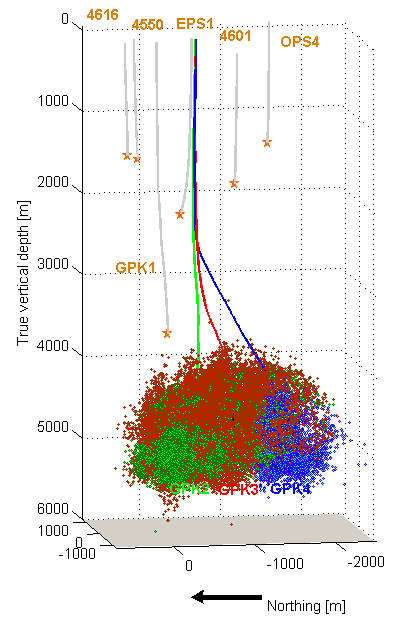 EPS1
4616
4550
4601
OPS4
0
1000
2000
3000
4000
5000
6000
True vertical depth [m]
GPK1
GPK2
GPK3
GPK4
1000
0
-1000
0
-1000
-2000
Northing [m]